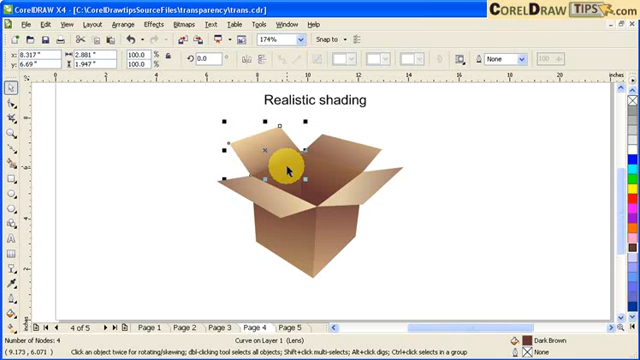 CorelDRAW X4 - [C:\CorelDrawtipsSourceFiles\transparency\trans.cdr]
CORELDRAW TIPS.com
File Edit View Layout Arrange Effects Bitmaps Text Table Tools Window Help
174% Snap to
x: 8.317 " 2.881 " 100.0 0.0 None
y: 6.69 " 1.947 " 100.0
inches
Realistic shading
4 of 5 Page 1 Page 2 Page 3 Page 4 Page 5
Number of Nodes: 4 Curve on Layer 1 (Lens) Dark Brown
( 9.173, 6.071 ) Click an object twice for rotating/skewing; dbl-clicking tool selects all objects; Shift+click multi-selects; Alt+click digs; Ctrl+click selects in a group None